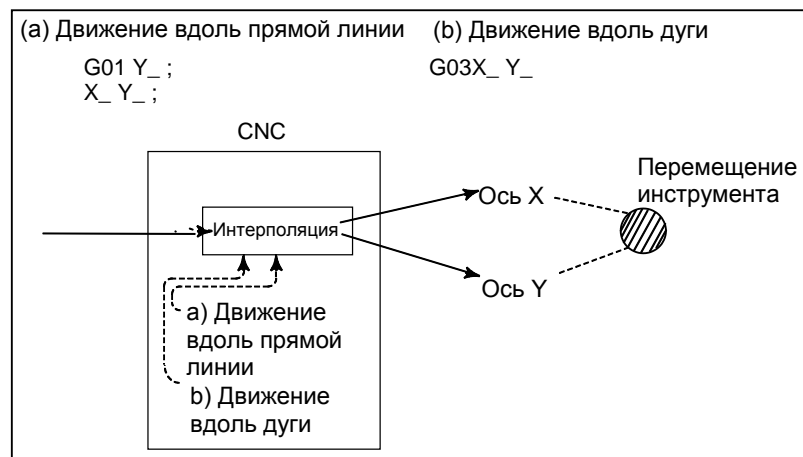 (a) Движение вдоль прямой линии
(b) Движение вдоль дуги
G01 Y_ ;
X_ Y_ ;
G03X_ Y_
CNC
Интерполяция
Ось X
Ось Y
Перемещение
инструмента
a) Движение
вдоль прямой
линии
b) Движение
вдоль дуги